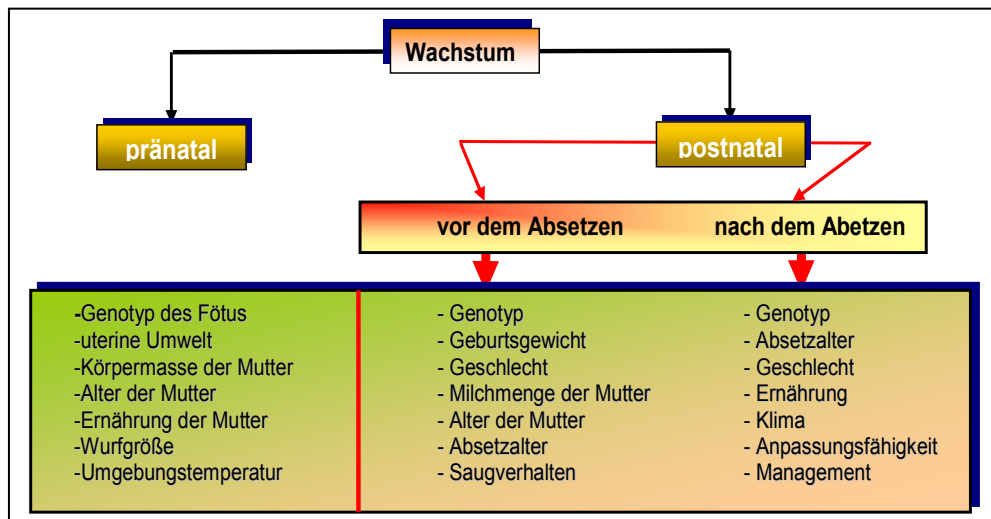 Wachstum
pränatal
postnatal
vor dem Absetzen
nach dem Abetzen
-Genotyp des Fötus
-uterine Umwelt
-Körpermasse der Mutter
-Alter der Mutter
-Ernährung der Mutter
-Wurfgröße
-Umgebungstemperatur
- Genotyp
- Geburtsgewicht
- Geschlecht
- Milchmenge der Mutter
- Alter der Mutter
- Absetzalter
- Saugverhalten
- Genotyp
- Absetzalter
- Geschlecht
- Ernährung
- Klima
- Anpassungsfähigkeit
- Management